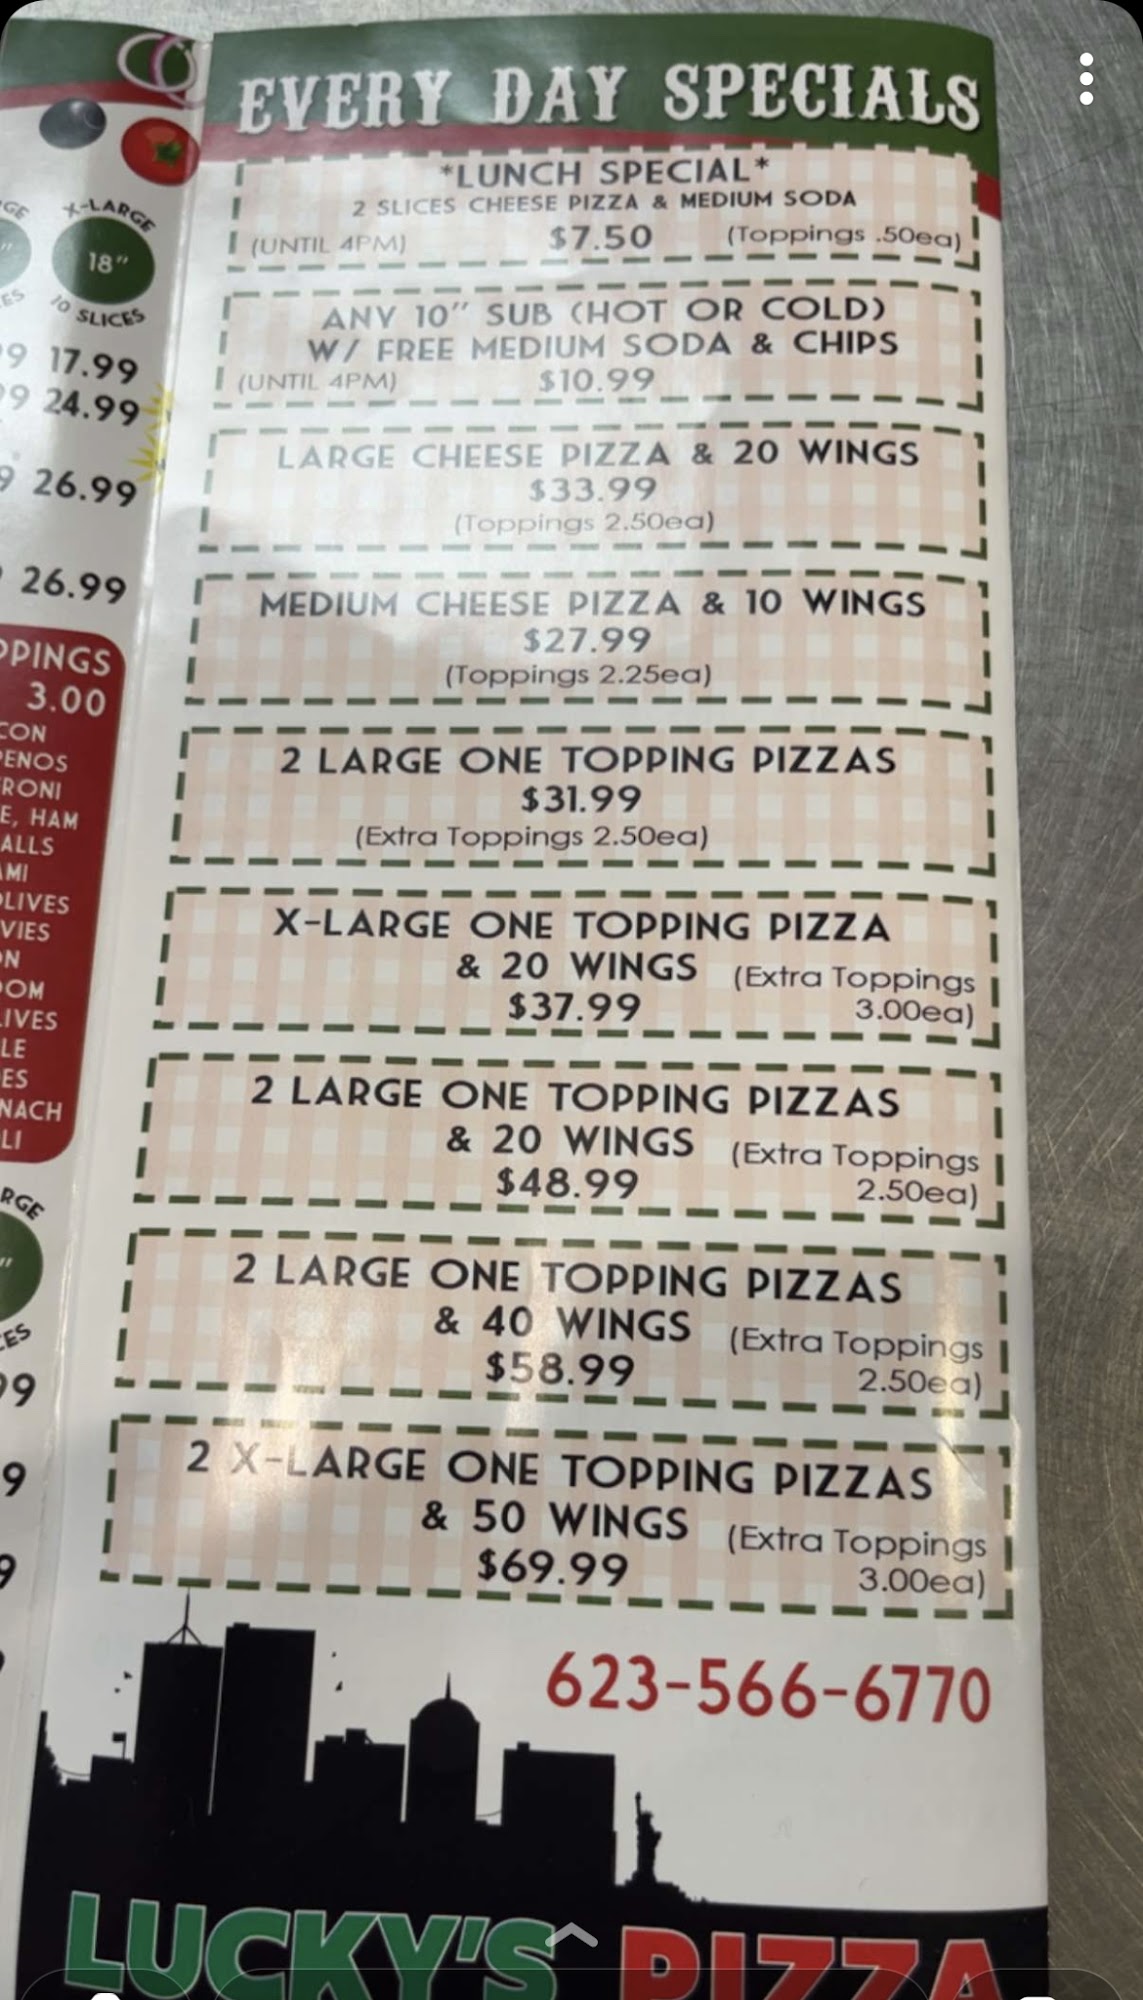 EVERY DAY SPECIALS
*LUNCH SPECIAL*
2 SLICES CHEESE PIZZA & MEDIUM SODA
(UNTIL 4PM) $7.50 (Toppings .50ea)
ANY 10" SUB (HOT OR COLD)
W/ FREE MEDIUM SODA & CHIPS
(UNTIL 4PM) $10.99
LARGE CHEESE PIZZA & 20 WINGS
$33.99
(Toppings 2.50ea)
MEDIUM CHEESE PIZZA & 10 WINGS
$27.99
(Toppings 2.25ea)
2 LARGE ONE TOPPING PIZZAS
$31.99
(Extra Toppings 2.50ea)
X-LARGE ONE TOPPING PIZZA
& 20 WINGS (Extra Toppings
$37.99 3.00ea)
2 LARGE ONE TOPPING PIZZAS
& 20 WINGS (Extra Toppings
$48.99 2.50ea)
2 LARGE ONE TOPPING PIZZAS
& 40 WINGS (Extra Toppings
$58.99 2.50ea)
2 X-LARGE ONE TOPPING PIZZAS
& 50 WINGS (Extra Toppings
$69.99 3.00ea)
623-566-6770
LUCKY'S PIZZA
X-LARGE
18"
10 SLICES
17.99
24.99
26.99
26.99
3.00
HAM